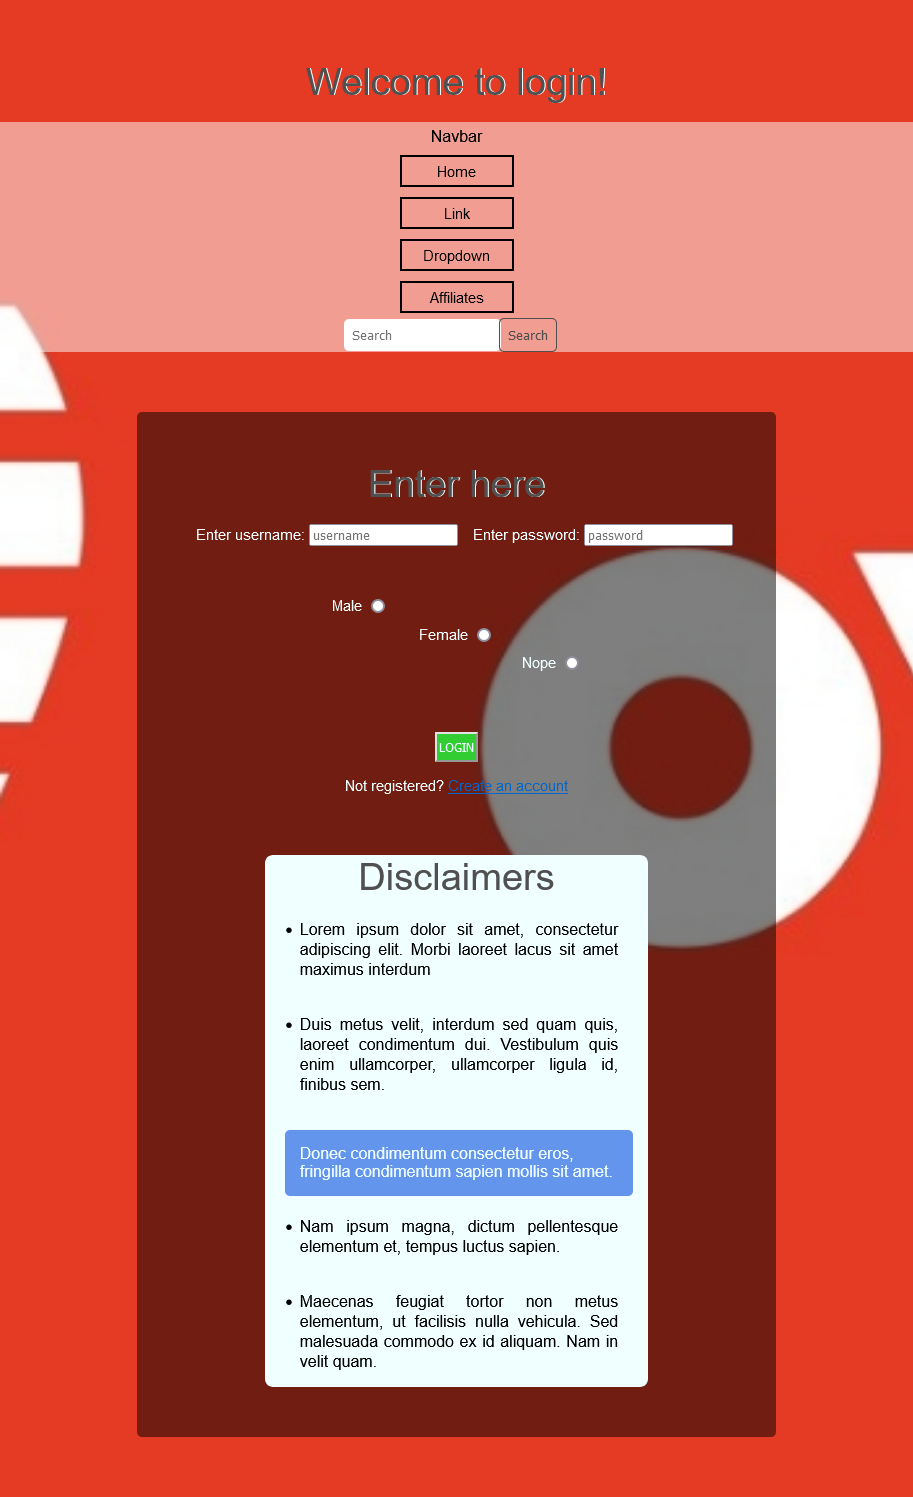 Welcome to login!
Navbar
Home
Link
Dropdown
Affiliates
Search Search
Enter here
Enter username: username Enter password: password
Male
Female
Nope
LOGIN
Not registered? Create an account
Disclaimers
• Lorem ipsum dolor sit amet, consectetur
adipiscing elit. Morbi laoreet lacus sit amet
maximus interdum
• Duis metus velit, interdum sed quam quis,
laoreet condimentum dui. Vestibulum quis
enim ullamcorper, ullamcorper ligula id,
finibus sem.
Donec condimentum consectetur eros,
fringilla condimentum sapien mollis sit amet.
• Nam ipsum magna, dictum pellentesque
elementum et, tempus luctus sapien.
• Maecenas feugiat tortor non metus
elementum, ut facilisis nulla vehicula. Sed
malesuada commodo ex id aliquam. Nam in
velit quam.